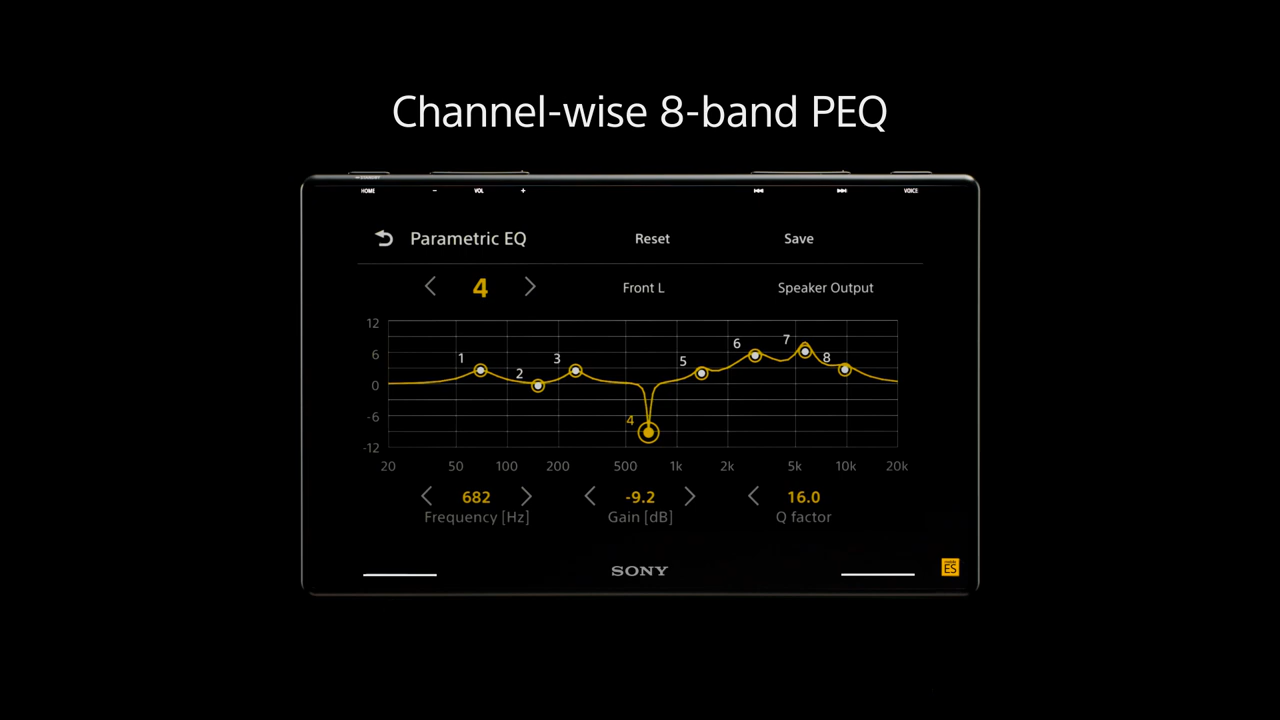 Channel-wise 8-band PEQ
HOME - VOL + VOICE
Parametric EQ Reset Save
4 Front L Speaker Output
12
6
0
-6
-12
1 2 3 4 5 6 7 8
20 50 100 200 500 1k 2k 5k 10k 20k
682 -9.2 16.0
Frequency [Hz] Gain [dB] Q factor
SONY
ES